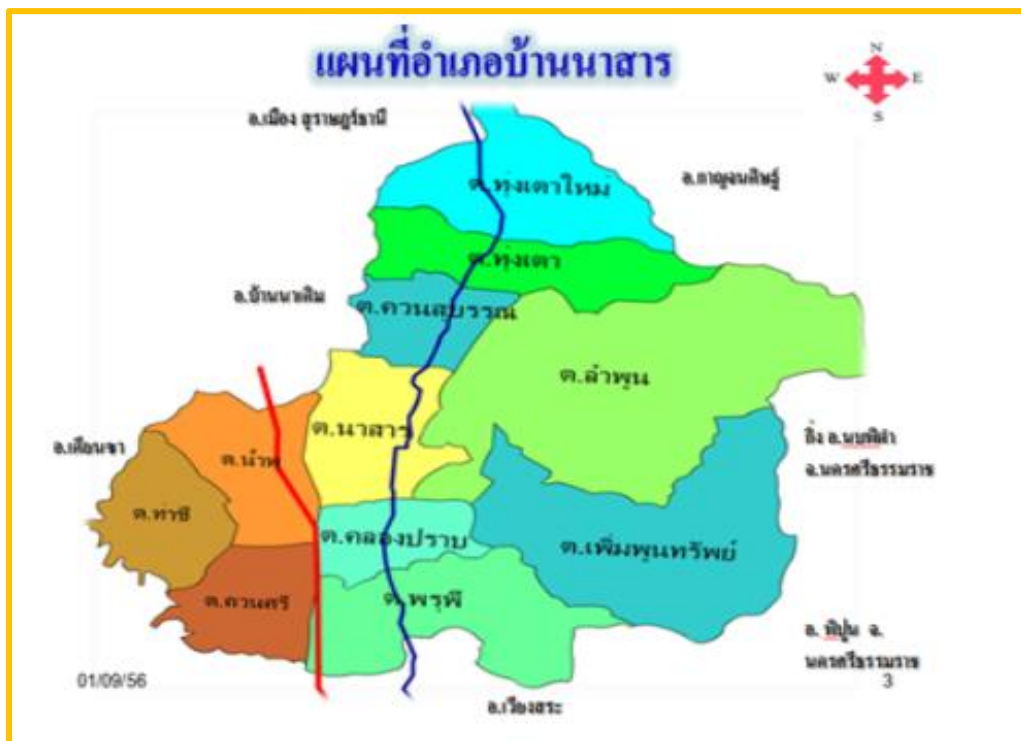 แผนที่อำเภอบ้านนาสาร
N
W E
S
อ.เมือง สุราษฎร์ธานี
อ.กาญจนดิษฐ์
ต.ทุ่งเตาใหม่
ต.ทุ่งเตา
อ.บ้านนาเดิม
ต.ควนสุบรรณ
ต.ลำพูน
ต.นาสาร
อ.เคียนซา
ต.น้ำพุ
กิ่ง อ.นบพิตำ
จ.นครศรีธรรมราช
ต.ท่าชี
ต.คลองปราบ
ต.เพิ่มพูนทรัพย์
ต.ควนศรี
ต.พรุพี
อ. พิปูน จ.
นครศรีธรรมราช
01/09/56
3
อ.เวียงสระ